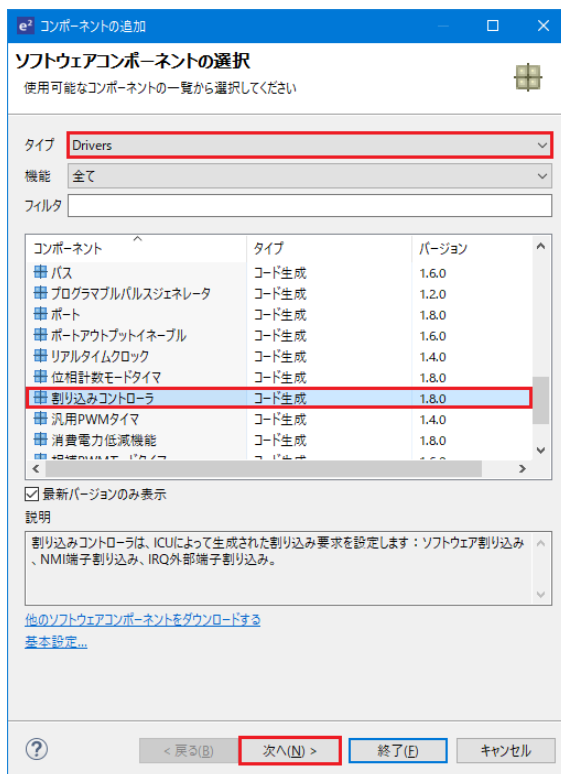 e² コンポーネントの追加
ソフトウェアコンポーネントの選択
使用可能なコンポーネントの一覧から選択してください
タイプ Drivers
機能 全て
フィルタ
コンポーネント タイプ バージョン
バス コード生成 1.6.0
プログラマブルパルスジェネレータ コード生成 1.2.0
ポート コード生成 1.8.0
ポートアウトプットイネーブル コード生成 1.6.0
リアルタイムクロック コード生成 1.4.0
位相計数モードタイマ コード生成 1.8.0
割り込みコントローラ コード生成 1.8.0
汎用PWMタイマ コード生成 1.4.0
消費電力低減機能 コード生成 1.8.0
最新バージョンのみ表示
説明
割り込みコントローラは、ICUによって生成された割り込み要求を設定します：ソフトウェア割り込み
、NMI端子割り込み、IRQ外部端子割り込み。
他のソフトウェアコンポーネントをダウンロードする
基本設定...
< 戻る(B) 次へ(N) > 終了(F) キャンセル